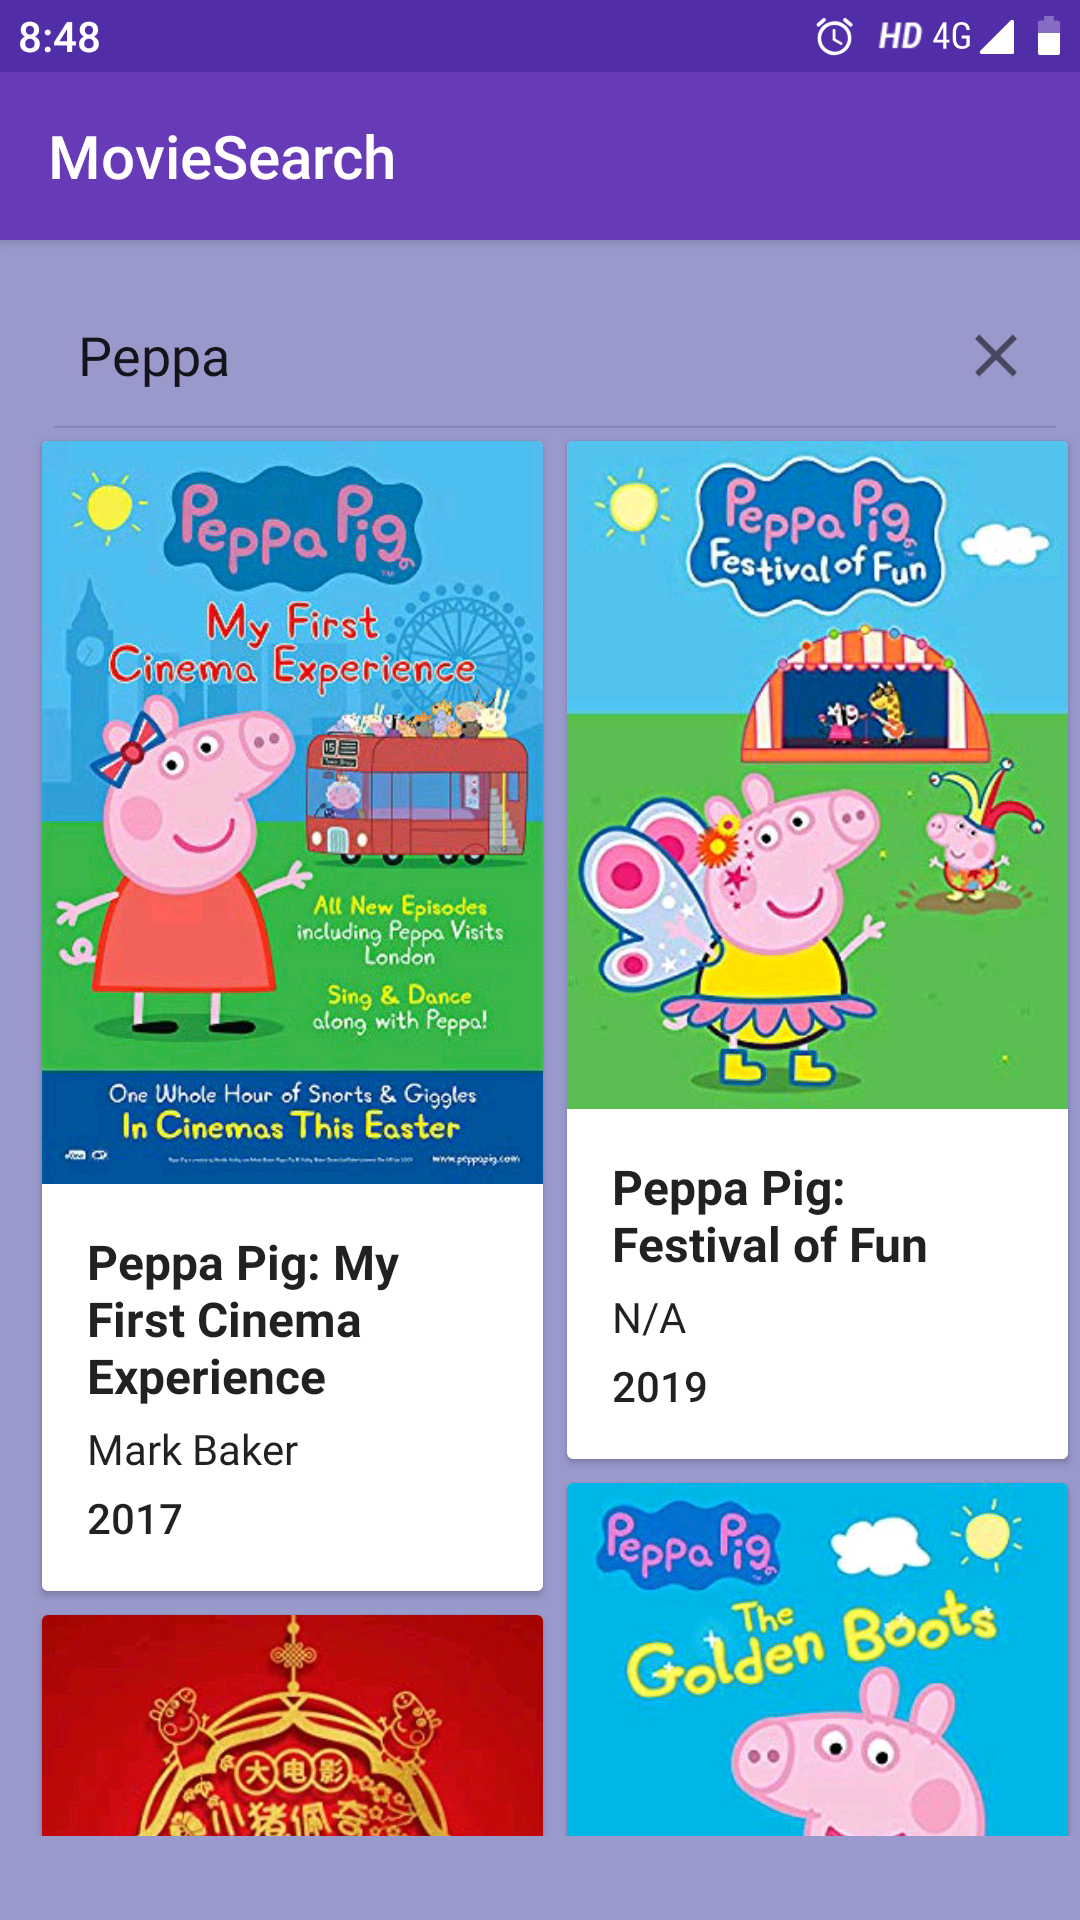 8:48
HD 4G
MovieSearch
Peppa
Peppa Pig
TM
My First
Cinema Experience
15
All New Episodes
including Peppa Visits
London
Sing & Dance
along with Peppa!
One Whole Hour of Snorts & Giggles
In Cinemas This Easter
www.peppapig.com
Peppa Pig: My
First Cinema
Experience
Mark Baker
2017
Peppa Pig
Festival of Fun
Peppa Pig:
Festival of Fun
N/A
2019
大电影
小猪佩奇
Peppa Pig
The
Golden Boots